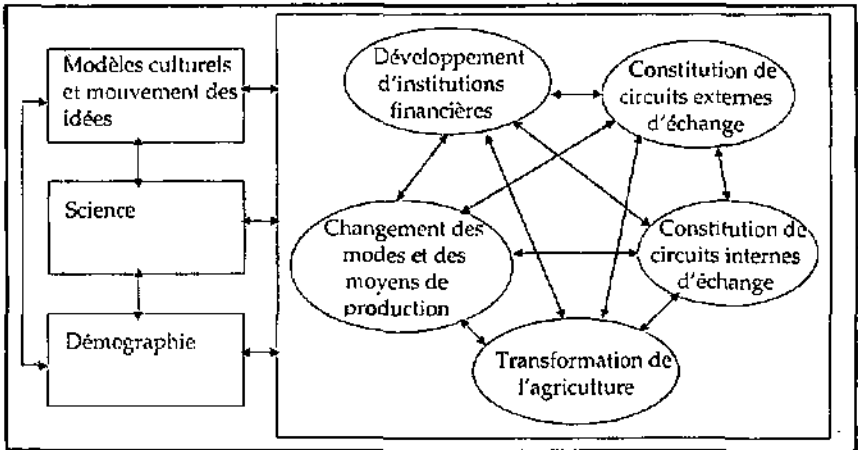 Modèles culturels
et mouvement des
idées
Science
Démographie
Développement
d'institutions
financières
Constitution de
circuits externes
d'échange
Changement des
modes et des
moyens de
production
Constitution de
circuits internes
d'échange
Transformation de
l'agriculture